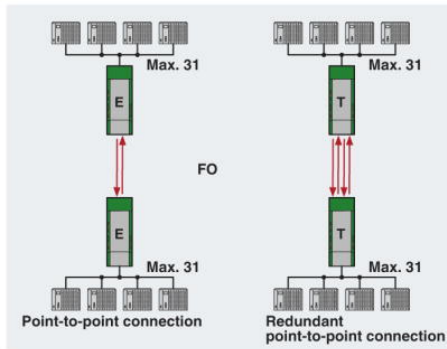 Max. 31
Max. 31
E
T
FO
E
T
Max. 31
Max. 31
Point-to-point connection
Redundant
point-to-point connection